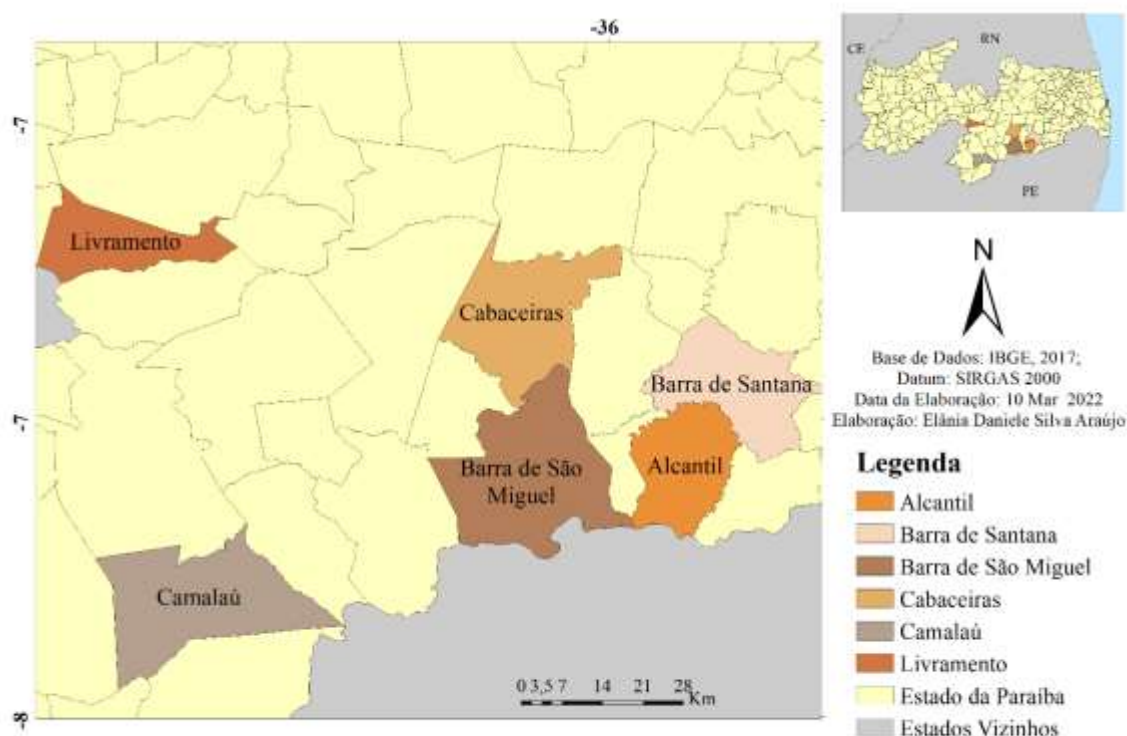 -36
-7
-7
-8
Livramento
Cabaceiras
Barra de Santana
Barra de São
Miguel
Alcantil
Camalaú
0 3,5 7 14 21 28
Km
CE
RN
PE
N
Base de Dados: IBGE, 2017;
Datum: SIRGAS 2000
Data da Elaboração: 10 Mar 2022
Elaboração: Elânia Daniele Silva Araújo
Legenda
Alcantil
Barra de Santana
Barra de São Miguel
Cabaceiras
Camalaú
Livramento
Estado da Paraíba
Estados Vizinhos